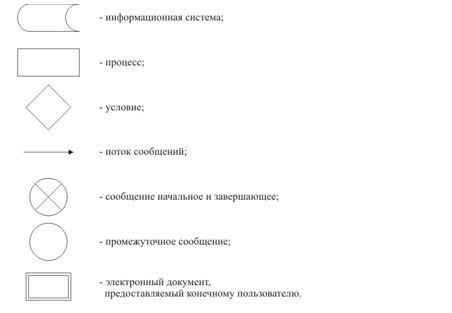 - информационная система;
- процесс;
- условие;
- поток сообщений;
- сообщение начальное и завершающее;
- промежуточное сообщение;
- электронный документ,
предоставляемый конечному пользователю.